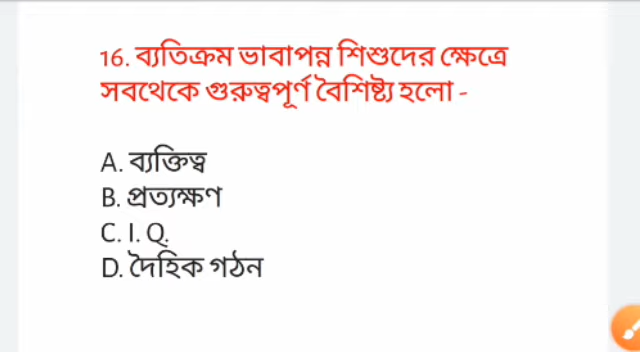 16. ব্যতিক্রম ভাবাপন্ন শিশুদের ক্ষেত্রে
সবথেকে গুরুত্বপূর্ণ বৈশিষ্ট্য হলো -
A. ব্যক্তিত্ব
B. প্রত্যক্ষণ
C. I. Q.
D. দৈহিক গঠন